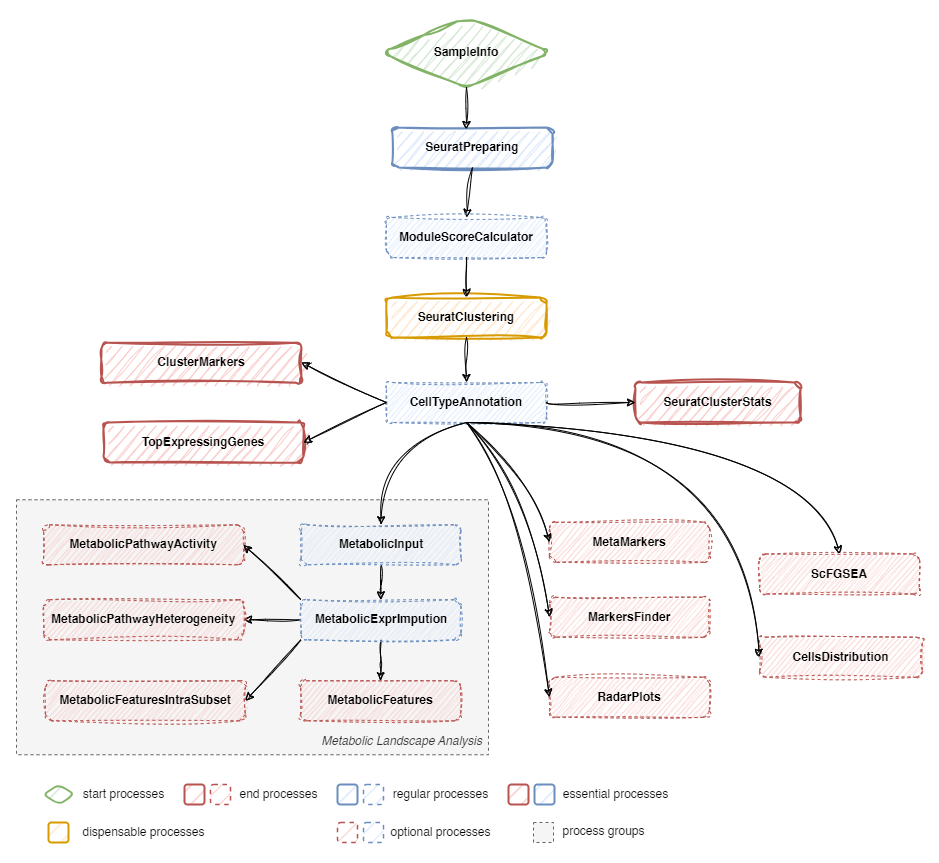 SampleInfo
SeuratPreparing
ModuleScoreCalculator
SeuratClustering
ClusterMarkers
CellTypeAnnotation
SeuratClusterStats
TopExpressingGenes
MetabolicPathwayActivity
MetabolicInput
MetaMarkers
ScFGSEA
MetabolicPathwayHeterogeneity
MetabolicExprImpution
MarkersFinder
CellsDistribution
MetabolicFeaturesIntraSubset
MetabolicFeatures
RadarPlots
Metabolic Landscape Analysis
start processes
end processes
regular processes
essential processes
dispensable processes
optional processes
process groups